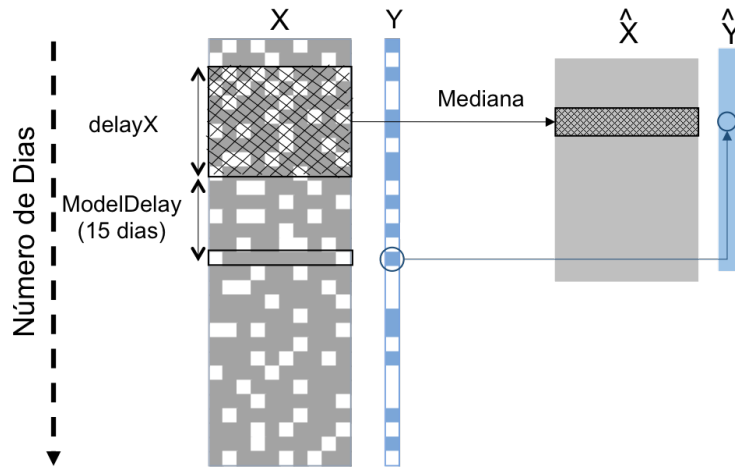 X
Y
X̂
Ŷ
Número de Dias
delayX
Mediana
ModelDelay
(15 dias)